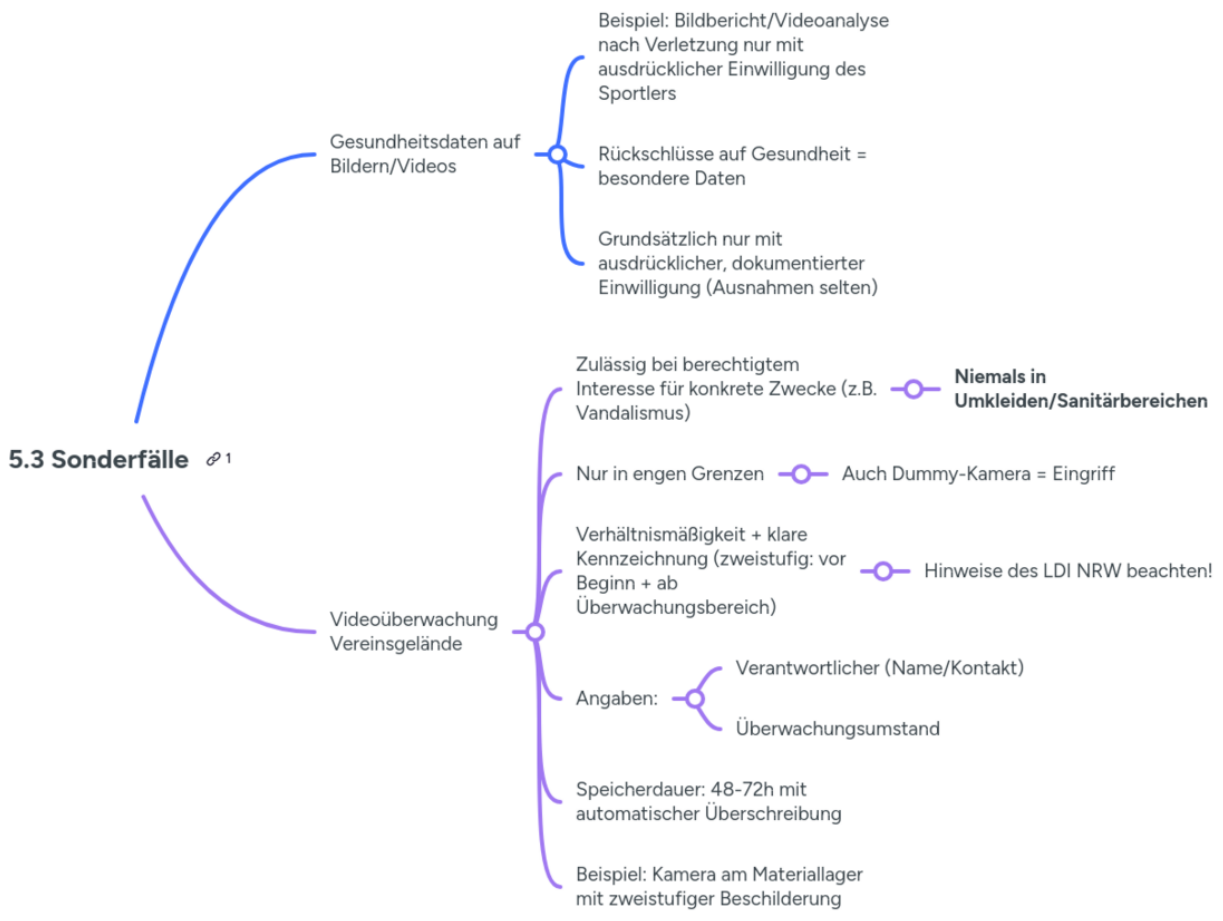 5.3 Sonderfälle 1
Gesundheitsdaten auf
Bildern/Videos
Beispiel: Bildbericht/Videoanalyse
nach Verletzung nur mit
ausdrücklicher Einwilligung des
Sportlers
Rückschlüsse auf Gesundheit =
besondere Daten
Grundsätzlich nur mit
ausdrücklicher, dokumentierter
Einwilligung (Ausnahmen selten)
Videoüberwachung
Vereinsgelände
Zulässig bei berechtigtem
Interesse für konkrete Zwecke (z.B.
Vandalismus)
Niemals in
Umkleiden/Sanitärbereichen
Nur in engen Grenzen
Auch Dummy-Kamera = Eingriff
Verhältnismäßigkeit + klare
Kennzeichnung (zweistufig: vor
Beginn + ab
Überwachungsbereich)
Hinweise des LDI NRW beachten!
Angaben:
Verantwortlicher (Name/Kontakt)
Überwachungsumstand
Speicherdauer: 48-72h mit
automatischer Überschreibung
Beispiel: Kamera am Materiallager
mit zweistufiger Beschilderung